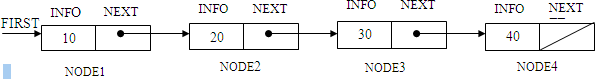 INFO NEXT INFO NEXT INFO NEXT INFO NEXT
FIRST
10 20 30 40
NODE1 NODE2 NODE3 NODE4